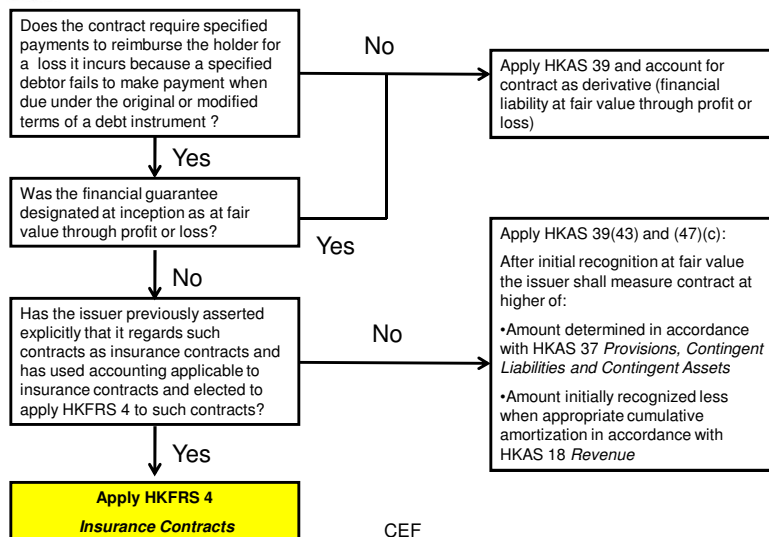 Does the contract require specified
payments to reimburse the holder for
a loss it incurs because a specified
debtor fails to make payment when
due under the original or modified
terms of a debt instrument ?
No
Apply HKAS 39 and account for
contract as derivative (financial
liability at fair value through profit or
loss)
Yes
Was the financial guarantee
designated at inception as at fair
value through profit or loss?
Yes
No
Apply HKAS 39(43) and (47)(c):
After initial recognition at fair value
the issuer shall measure contract at
higher of:
•Amount determined in accordance
with HKAS 37 Provisions, Contingent
Liabilities and Contingent Assets
•Amount initially recognized less
when appropriate cumulative
amortization in accordance with
HKAS 18 Revenue
Has the issuer previously asserted
explicitly that it regards such
contracts as insurance contracts and
has used accounting applicable to
insurance contracts and elected to
apply HKFRS 4 to such contracts?
No
Yes
Apply HKFRS 4
Insurance Contracts
CEF